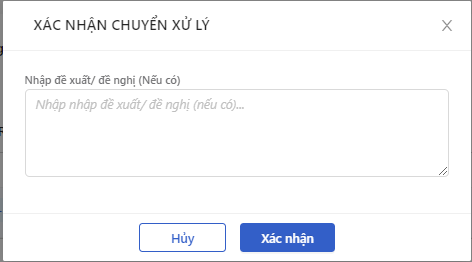 XÁC NHẬN CHUYỂN XỬ LÝ
Nhập đề xuất/ đề nghị (Nếu có)
Nhập nhập đề xuất/ đề nghị (nếu có)...
Hủy Xác nhận